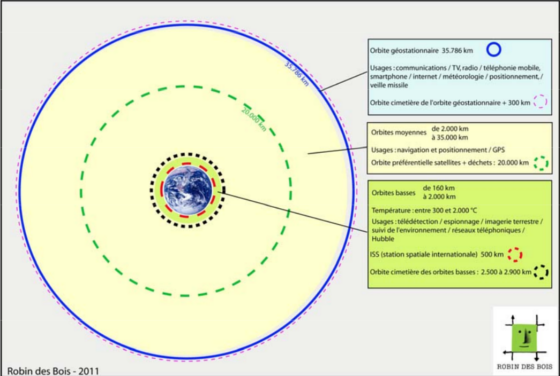 35.786 km
20.000 km
Orbite géostationnaire 35.786 km
Usages : communications / TV, radio / téléphonie mobile,
smartphone / internet / météorologie / positionnement, /
veille missile
Orbite cimetière de l'orbite géostationnaire + 300 km
Orbites moyennes de 2.000 km
à 35.000 km
Usages : navigation et positionnement / GPS
Orbite préférentielle satellites + déchets : 20.000 km
Orbites basses de 160 km
à 2.000 km
Température : entre 300 et 2.000 °C
Usages : télédétection / espionnage / imagerie terrestre /
suivi de l'environnement / réseaux téléphoniques /
Hubble
ISS (station spatiale internationale) 500 km
Orbite cimetière des orbites basses : 2.500 à 2.900 km
ROBIN DES BOIS
Robin des Bois - 2011